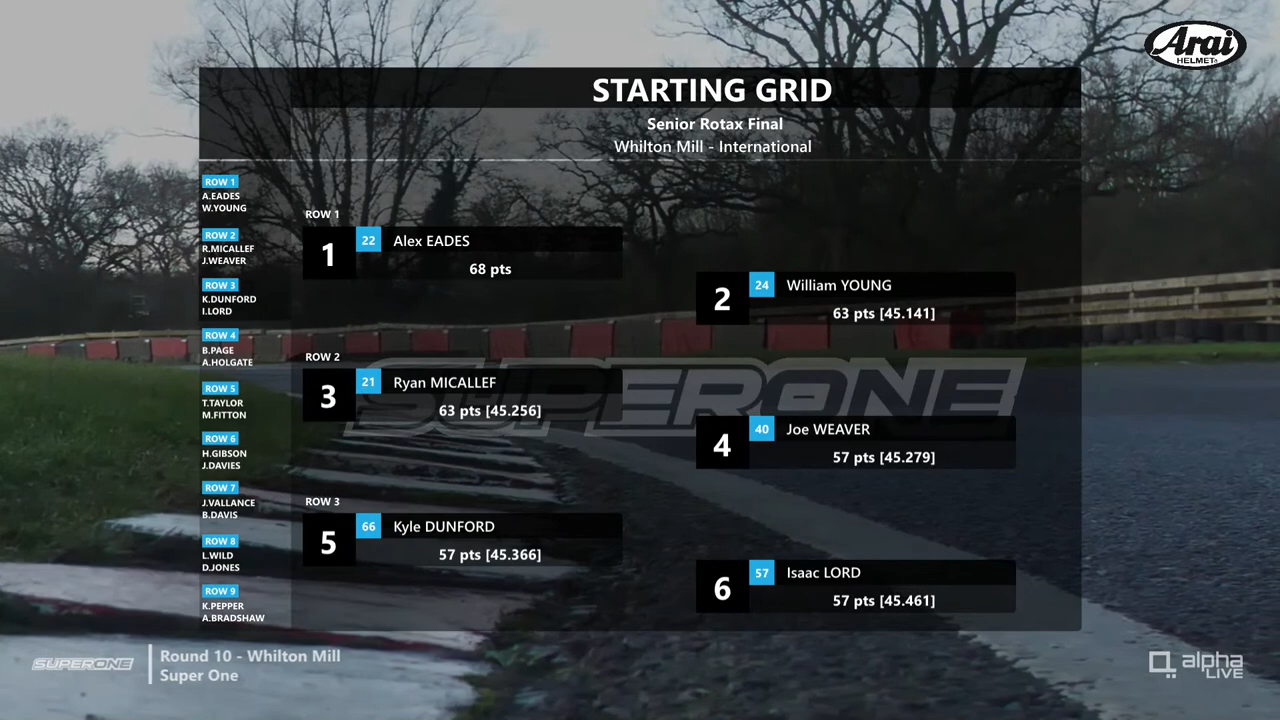 Arai
HELMET
STARTING GRID
Senior Rotax Final
Whilton Mill - International
ROW 1
A.EADES
W.YOUNG
ROW 2
R.MICALLEF
J.WEAVER
ROW 3
K.DUNFORD
I.LORD
ROW 4
B.PAGE
A.HOLGATE
ROW 5
T.TAYLOR
M.FITTON
ROW 6
H.GIBSON
J.DAVIES
ROW 7
J.VALLANCE
B.DAVIS
ROW 8
L.WILD
D.JONES
ROW 9
K.PEPPER
A.BRADSHAW
ROW 1
1 22 Alex EADES
68 pts
2 24 William YOUNG
63 pts [45.141]
ROW 2
3 21 Ryan MICALLEF
63 pts [45.256]
SUPERONE
4 40 Joe WEAVER
57 pts [45.279]
ROW 3
5 66 Kyle DUNFORD
57 pts [45.366]
6 57 Isaac LORD
57 pts [45.461]
SUPERONE
Round 10 - Whilton Mill
Super One
alpha
LIVE